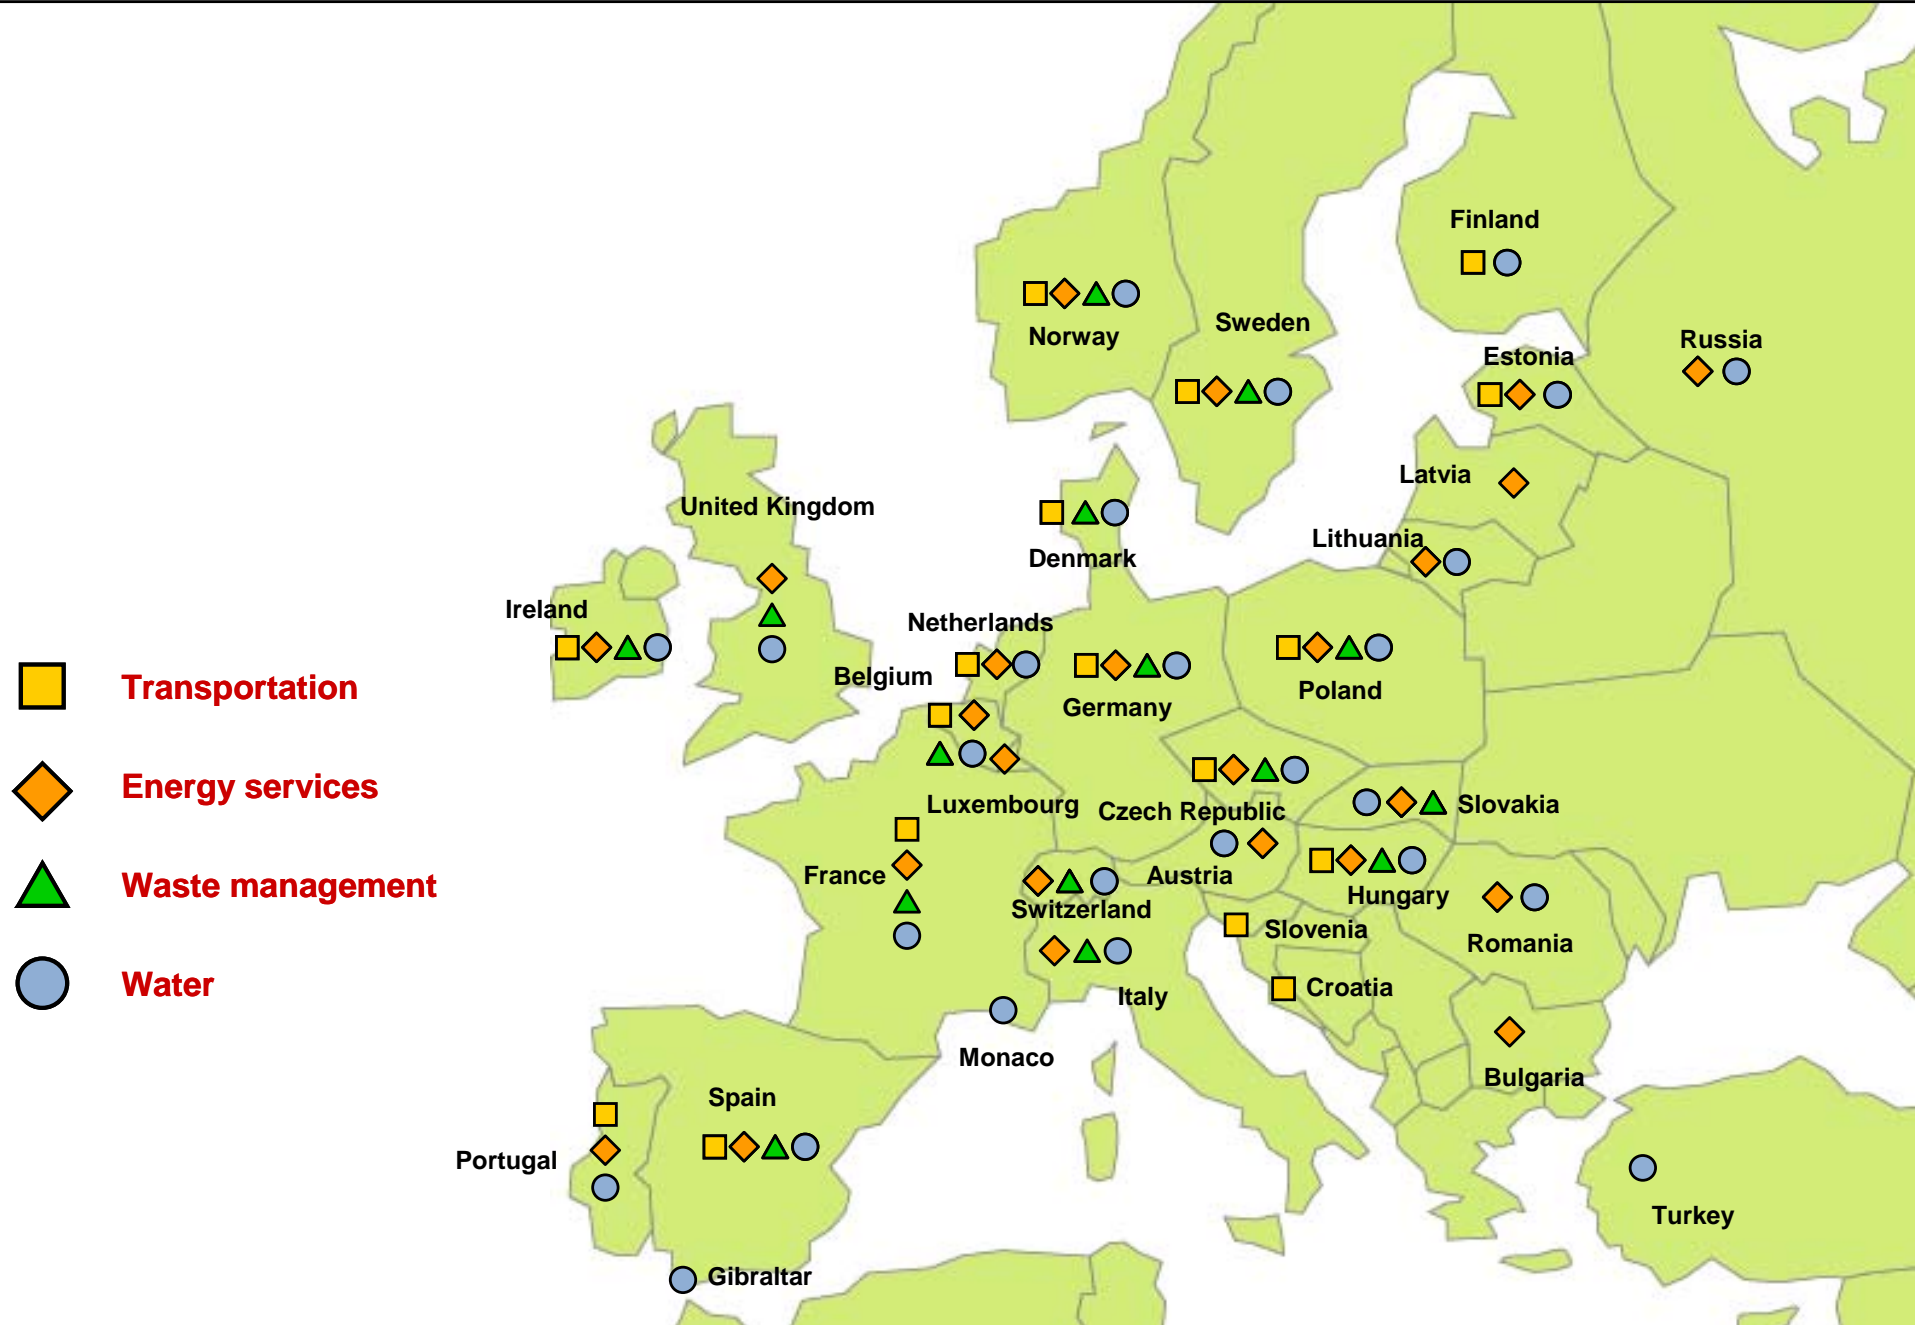 Finland
Norway
Sweden
Russia
Estonia
Latvia
United Kingdom
Lithuania
Denmark
Ireland
Netherlands
Belgium
Transportation
Germany
Poland
Energy services
Luxembourg
Czech Republic
Slovakia
France
Austria
Waste management
Hungary
Switzerland
Slovenia
Romania
Water
Italy
Croatia
Monaco
Bulgaria
Spain
Portugal
Turkey
Gibraltar